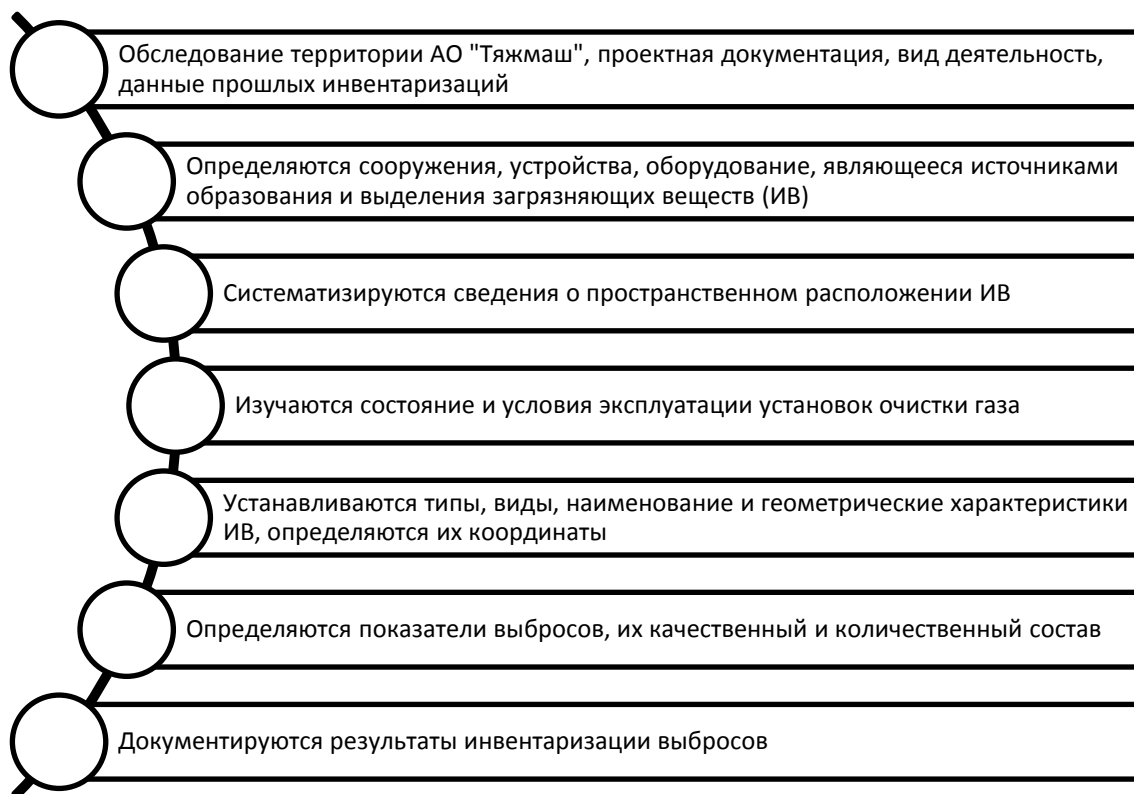 Обследование территории АО "Тяжмаш", проектная документация, вид деятельность,
данные прошлых инвентаризаций
Определяются сооружения, устройства, оборудование, являющееся источниками
образования и выделения загрязняющих веществ (ИВ)
Систематизируются сведения о пространственном расположении ИВ
Изучаются состояние и условия эксплуатации установок очистки газа
Устанавливаются типы, виды, наименование и геометрические характеристики
ИВ, определяются их координаты
Определяются показатели выбросов, их качественный и количественный состав
Документируются результаты инвентаризации выбросов